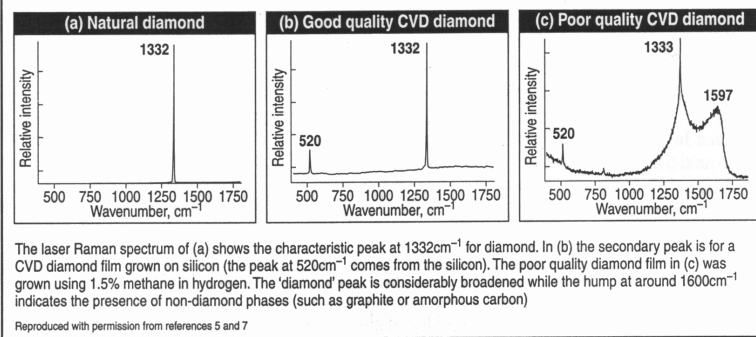 (a) Natural diamond
1332
Relative intensity
500 750 1000 1250 1500 1750
Wavenumber, cm⁻¹
(b) Good quality CVD diamond
1332
520
Relative intensity
500 750 1000 1250 1500 1750
Wavenumber, cm⁻¹
(c) Poor quality CVD diamond
1333
1597
520
Relative intensity
500 750 1000 1250 1500 1750
Wavenumber, cm⁻¹
The laser Raman spectrum of (a) shows the characteristic peak at 1332cm⁻¹ for diamond. In (b) the secondary peak is for a
CVD diamond film grown on silicon (the peak at 520cm⁻¹ comes from the silicon). The poor quality diamond film in (c) was
grown using 1.5% methane in hydrogen. The ‘diamond’ peak is considerably broadened while the hump at around 1600cm⁻¹
indicates the presence of non-diamond phases (such as graphite or amorphous carbon)
Reproduced with permission from references 5 and 7